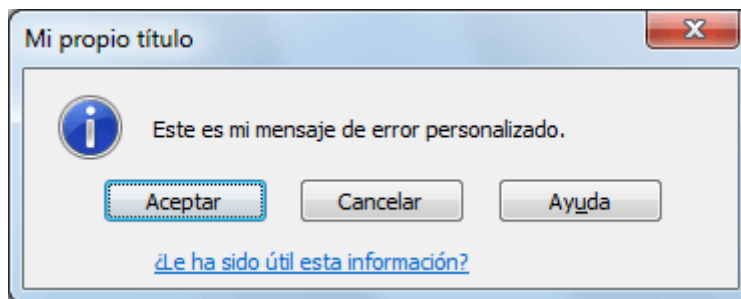 Mi propio título
Este es mi mensaje de error personalizado.
Aceptar Cancelar Ayuda
¿Le ha sido útil esta información?